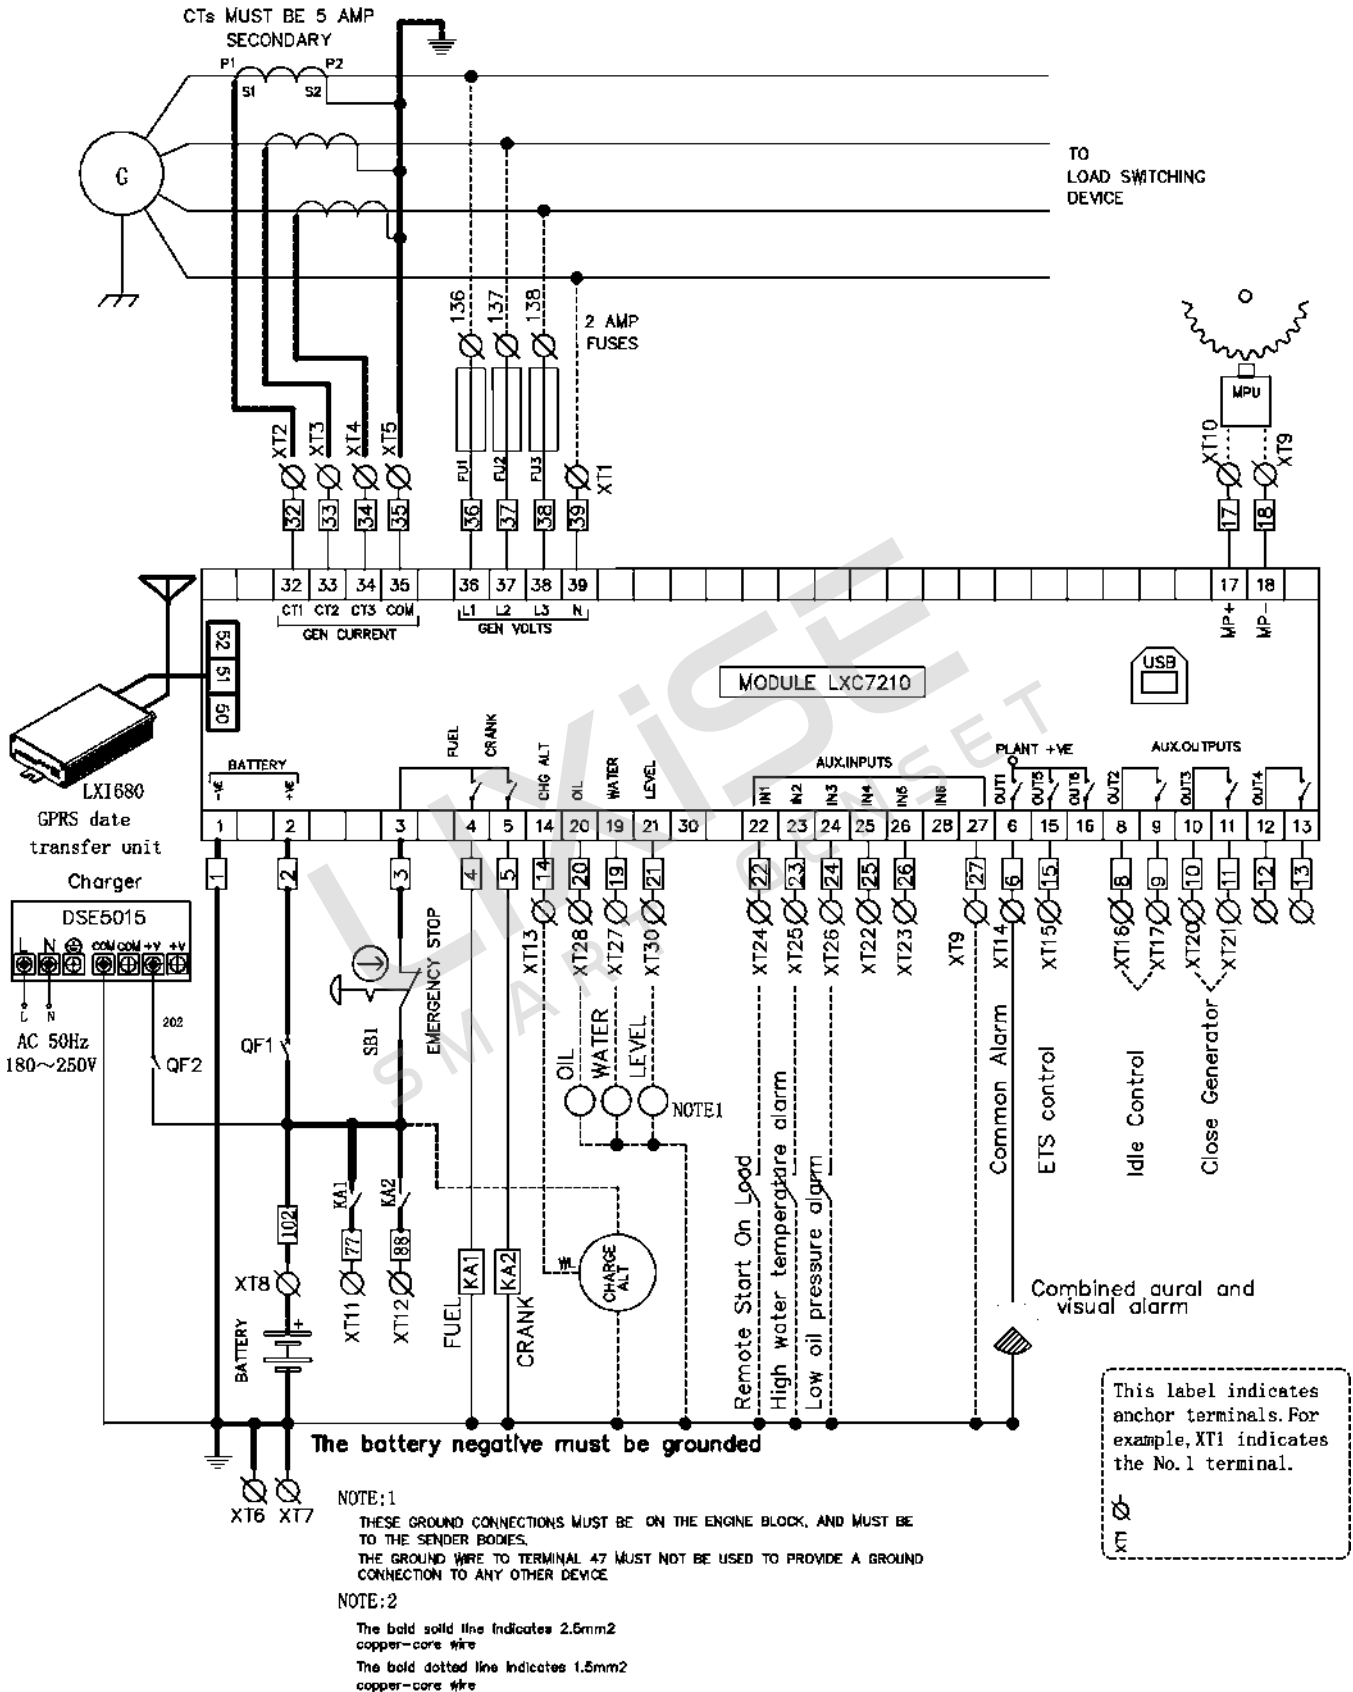 CTs MUST BE 5 AMP
SECONDARY
P1
P2
S1
S2
G
TO
LOAD SWITCHING
DEVICE
136
137
138
2 AMP
FUSES
MPU
XT2
XT3
XT4
XT5
FU1
FU2
FU3
XT1
XT10
XT9
32
33
34
35
36
37
38
39
17
18
32
33
34
35
36
37
38
39
17
18
CT1
CT2
CT3
COM
L1
L2
L3
N
MP+
MP-
GEN CURRENT
GEN VOLTS
52
51
50
MODULE LXC7210
USB
LXiSE
SMART GENSET
FUEL
CRANK
CHG ALT
OIL
WATER
LEVEL
AUX.INPUTS
PLANT +VE
AUX.OUTPUTS
BATTERY
-VE
+VE
IN1
IN2
IN3
IN4
IN5
IN6
OUT1
OUT5
OUT6
OUT2
OUT3
OUT4
1
2
3
4
5
14
20
19
21
30
22
23
24
25
26
28
27
6
15
16
8
9
10
11
12
13
1
2
3
4
5
14
20
19
21
22
23
24
25
26
27
6
15
8
9
10
11
12
13
LXI680
GPRS date
transfer unit
Charger
DSE5015
L
N
COM
COM
+V
+V
L
N
AC 50Hz
180～250V
202
QF2
QF1
SB1
EMERGENCY STOP
XT13
XT28
XT27
XT30
XT24
XT25
XT26
XT22
XT23
XT9
XT14
XT15
XT16
XT17
XT20
XT21
OIL
WATER
LEVEL
NOTE1
Common Alarm
ETS control
Idle Control
Close Generator
KA1
KA2
102
77
88
XT8
XT11
XT12
BATTERY
+
KA1
KA2
FUEL
CRANK
WL
CHARGE
ALT
Remote Start On Load
High water temperature alarm
Low oil pressure alarm
Combined aural and
visual alarm
The battery negative must be grounded
XT6
XT7
This label indicates
anchor terminals. For
example, XT1 indicates
the No. 1 terminal.
XT
NOTE:1
THESE GROUND CONNECTIONS MUST BE ON THE ENGINE BLOCK, AND MUST BE
TO THE SENDER BODIES.
THE GROUND WIRE TO TERMINAL 47 MUST NOT BE USED TO PROVIDE A GROUND
CONNECTION TO ANY OTHER DEVICE
NOTE:2
The bold solid line indicates 2.5mm2
copper-core wire
The bold dotted line indicates 1.5mm2
copper-core wire